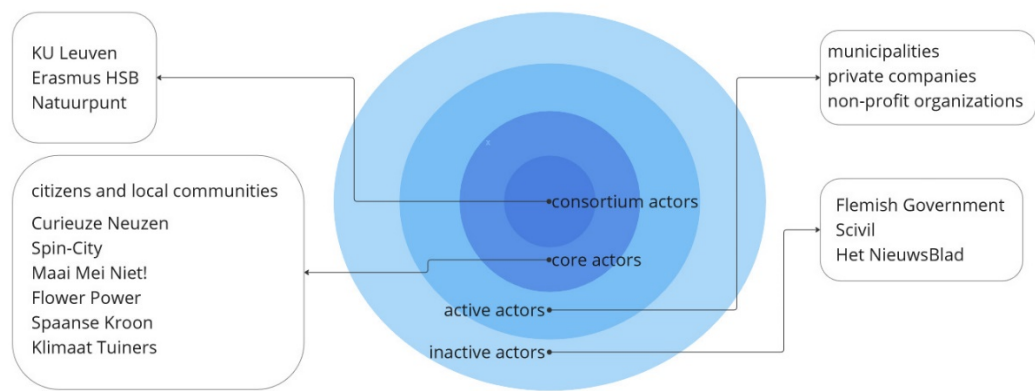 KU Leuven
Erasmus HSB
Natuurpunt
citizens and local communities
Curieuze Neuzen
Spin-City
Maai Mei Niet!
Flower Power
Spaanse Kroon
Klimaat Tuiners
consortium actors
core actors
active actors
inactive actors
municipalities
private companies
non-profit organizations
Flemish Government
Scivil
Het NieuwsBlad